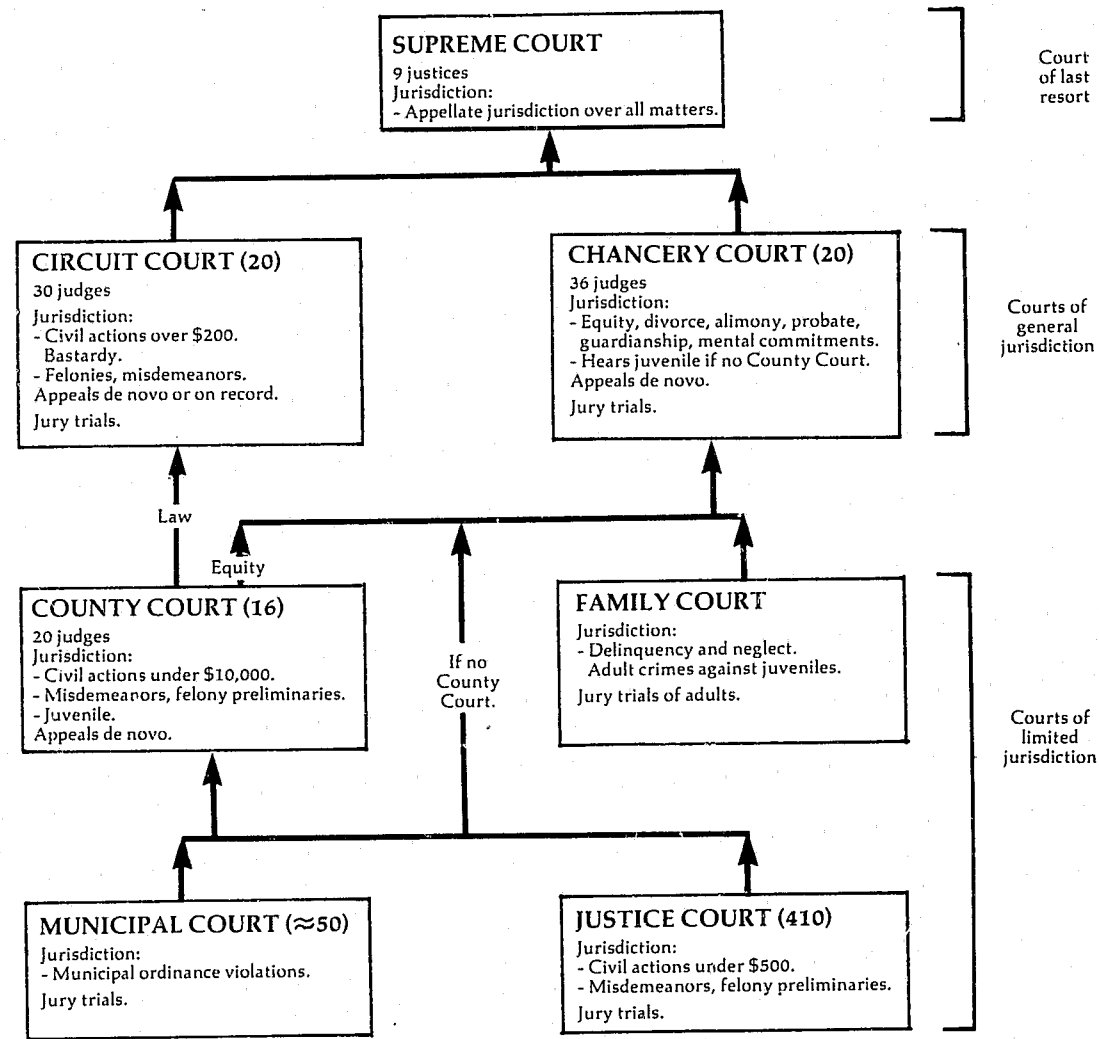 SUPREME COURT
9 justices
Jurisdiction:
- Appellate jurisdiction over all matters.
Court
of last
resort
CIRCUIT COURT (20)
30 judges
Jurisdiction:
- Civil actions over $200.
Bastardy.
- Felonies, misdemeanors.
Appeals de novo or on record.
Jury trials.
CHANCERY COURT (20)
36 judges
Jurisdiction:
- Equity, divorce, alimony, probate,
guardianship, mental commitments.
- Hears juvenile if no County Court.
Appeals de novo.
Jury trials.
Courts of
general
jurisdiction
Law
Equity
COUNTY COURT (16)
20 judges
Jurisdiction:
- Civil actions under $10,000.
- Misdemeanors, felony preliminaries.
- Juvenile.
Appeals de novo.
If no
County
Court.
FAMILY COURT
Jurisdiction:
- Delinquency and neglect.
Adult crimes against juveniles.
Jury trials of adults.
Courts of
limited
jurisdiction
MUNICIPAL COURT (≈50)
Jurisdiction:
- Municipal ordinance violations.
Jury trials.
JUSTICE COURT (410)
Jurisdiction:
- Civil actions under $500.
- Misdemeanors, felony preliminaries.
Jury trials.